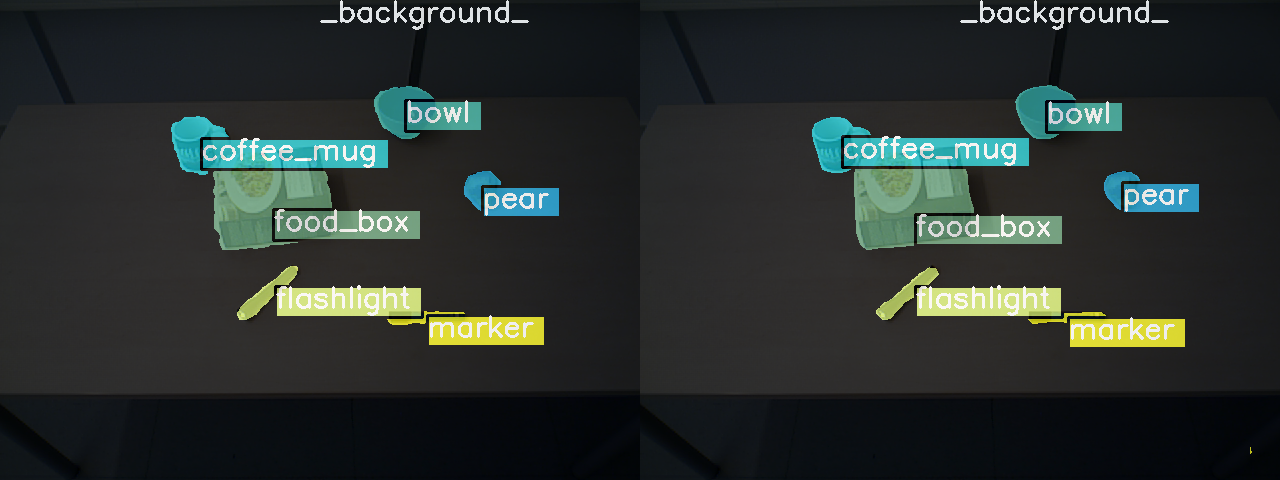 _background_ _background_
bowl bowl
coffee_mug coffee_mug
pear pear
food_box food_box
flashlight flashlight
marker marker